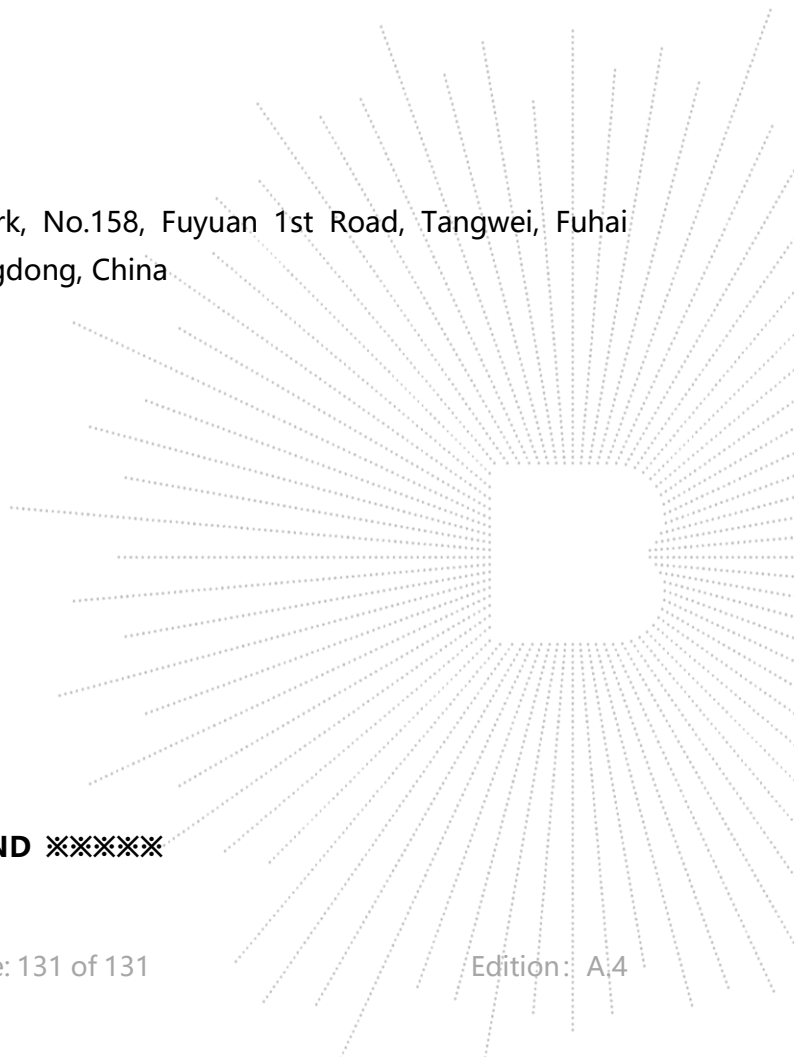 rk, No.158, Fuyuan 1st Road, Tangwei, Fuhai
gdong, China
ND ※※※※※
e: 131 of 131 Edition：A.4